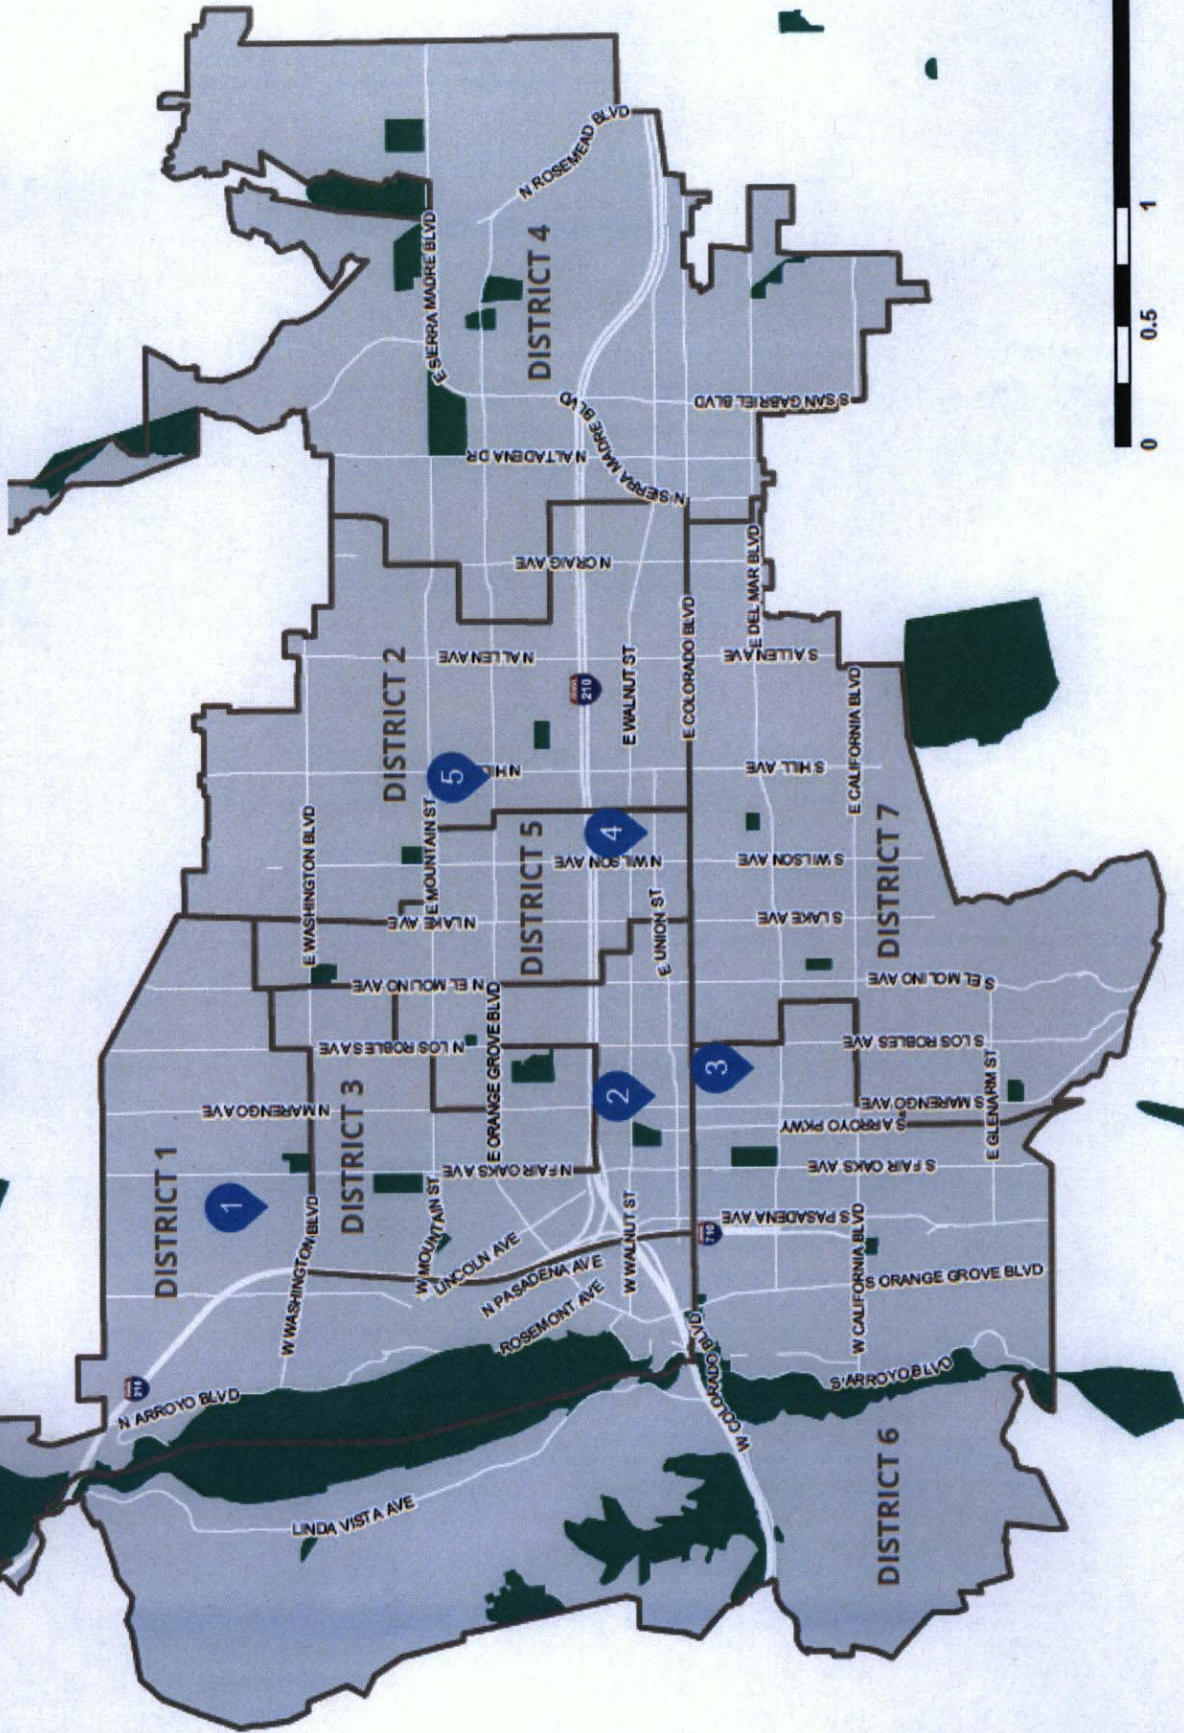 DISTRICT 1
DISTRICT 2
DISTRICT 3
DISTRICT 4
DISTRICT 5
DISTRICT 6
DISTRICT 7
1
2
3
4
5
N ARROYO BLVD
LINDA VISTA AVE
W WASHINGTON BLVD
E WASHINGTON BLVD
N MARENGO AVE
N LOS ROBLES AVE
N EL MOLINO AVE
N LAKE AVE
W MOUNTAIN ST
E MOUNTAIN ST
LINCOLN AVE
N PASADENA AVE
ROSEMONT AVE
N FAIR OAKS AVE
E ORANGE GROVE BLVD
N WILSON AVE
N ALLEN AVE
N CRAIG AVE
N ALTADENA DR
E SIERRA MADRE BLVD
N SIERRA MADRE BLVD
N ROSEMEAD BLVD
210
210
710
W WALNUT ST
E WALNUT ST
E UNION ST
W COLORADO BLVD
E COLORADO BLVD
E DEL MAR BLVD
S SAN GABRIEL BLVD
S ALLEN AVE
S HILL AVE
S WILSON AVE
S LAKE AVE
S EL MOLINO AVE
S LOS ROBLES AVE
S MARENGO AVE
S ARROYO PKWY
S FAIR OAKS AVE
S PASADENA AVE
S ORANGE GROVE BLVD
S ARROYO BLVD
W CALIFORNIA BLVD
E CALIFORNIA BLVD
E GLENARM ST
0
0.5
1